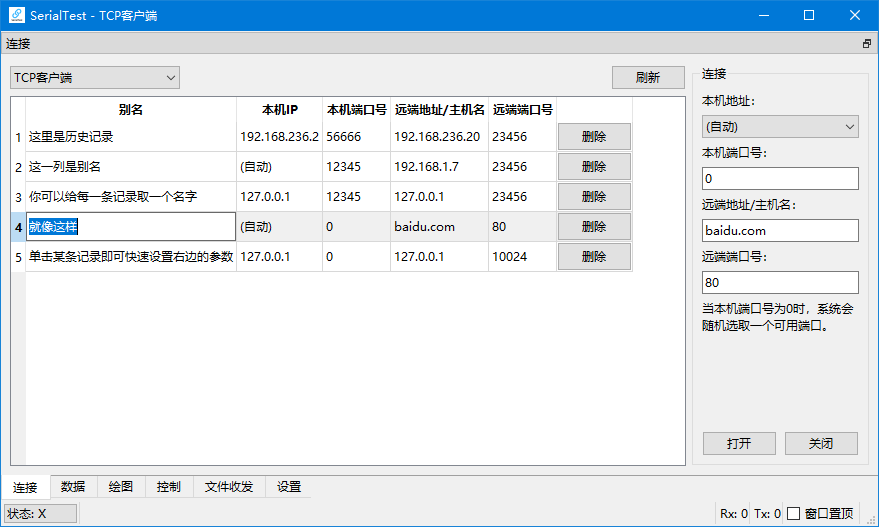 SerialTest - TCP客户端
连接
TCP客户端
刷新
别名 本机IP 本机端口号 远端地址/主机名 远端端口号
1 这里是历史记录 192.168.236.2 56666 192.168.236.20 23456 删除
2 这一列是别名 (自动) 12345 192.168.1.7 23456 删除
3 你可以给每一条记录取一个名字 127.0.0.1 12345 127.0.0.1 23456 删除
4 就像这样 (自动) 0 baidu.com 80 删除
5 单击某条记录即可快速设置右边的参数 127.0.0.1 0 127.0.0.1 10024 删除
连接
本机地址：
(自动)
本机端口号：
0
远端地址/主机名：
baidu.com
远端端口号：
80
当本机端口号为0时，系统会
随机选取一个可用端口。
打开 关闭
连接 数据 绘图 控制 文件收发 设置
状态: X Rx: 0 Tx: 0 窗口置顶